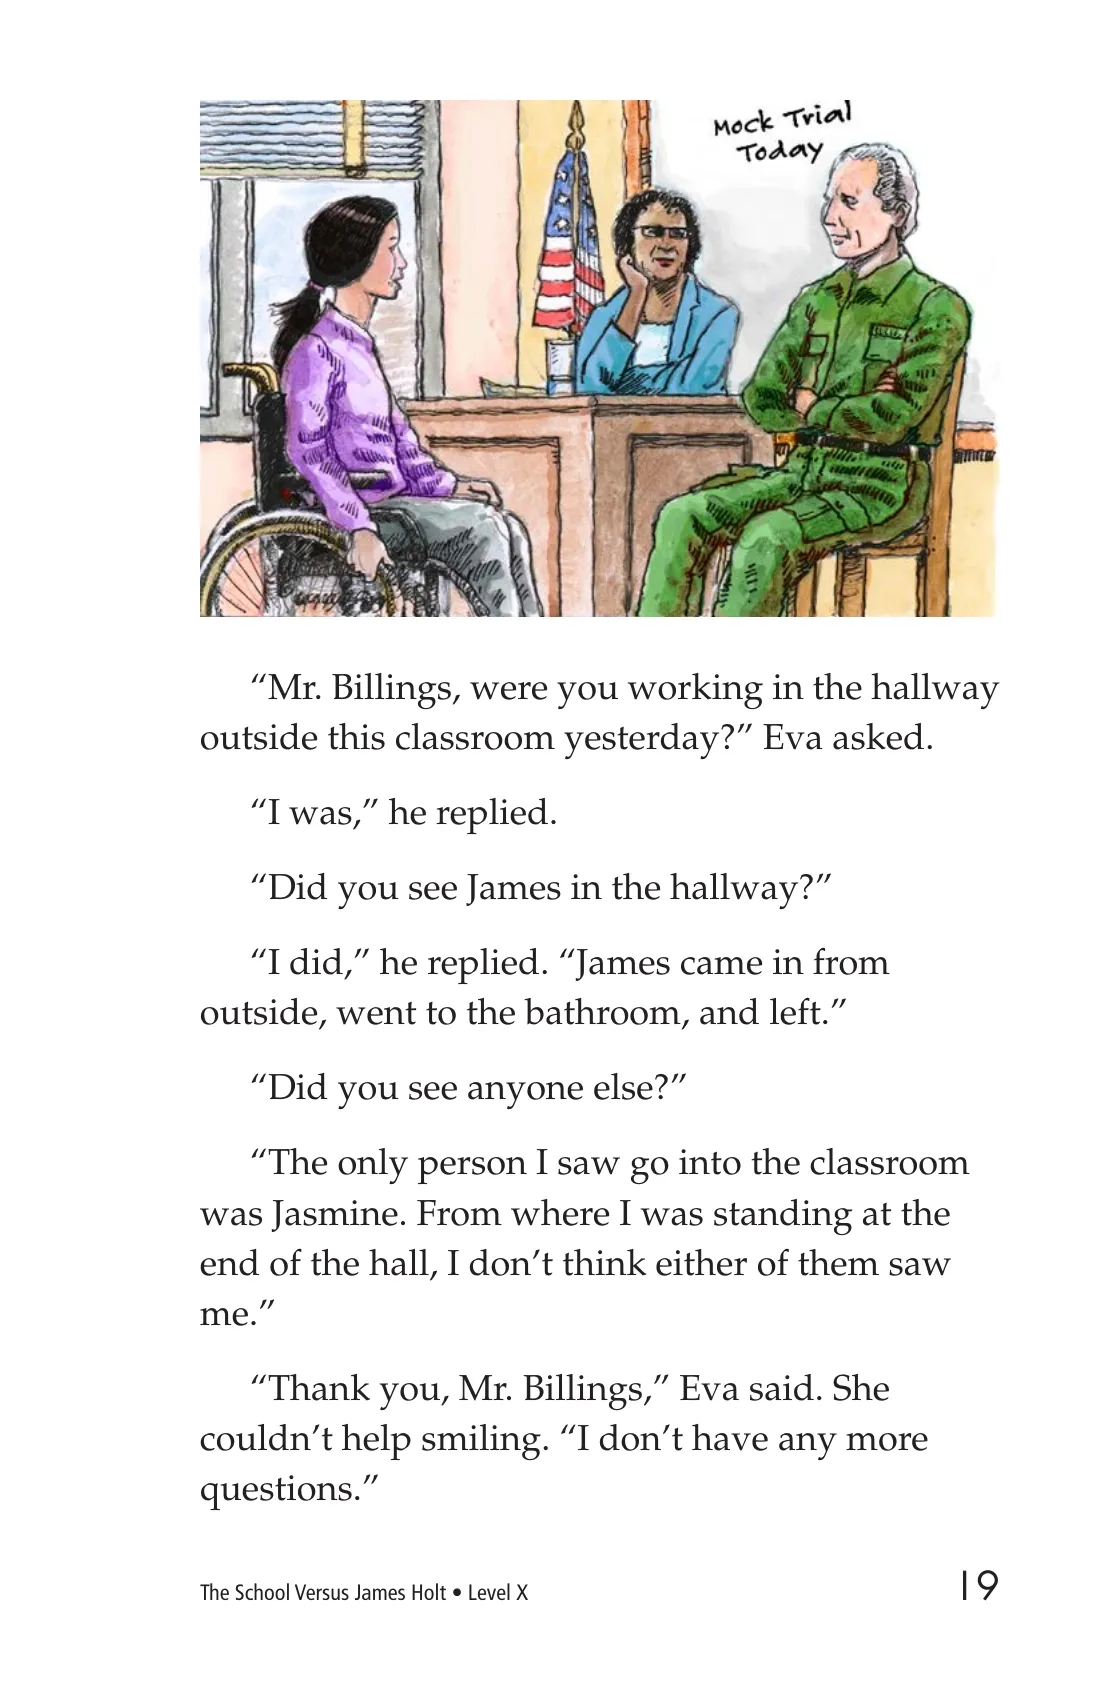 Mock Trial
Today
“Mr. Billings, were you working in the hallway
outside this classroom yesterday?” Eva asked.
“I was,” he replied.
“Did you see James in the hallway?”
“I did,” he replied. “James came in from
outside, went to the bathroom, and left.”
“Did you see anyone else?”
“The only person I saw go into the classroom
was Jasmine. From where I was standing at the
end of the hall, I don’t think either of them saw
me.”
“Thank you, Mr. Billings,” Eva said. She
couldn’t help smiling. “I don’t have any more
questions.”
The School Versus James Holt • Level X
19